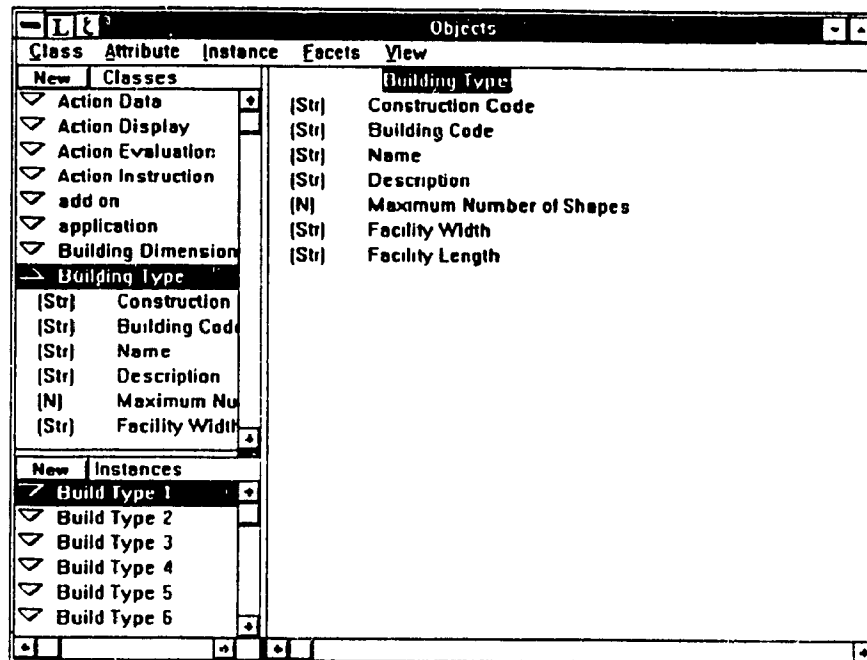 Objects
Class Attribute Instance Facets View
New Classes
Action Data
Action Display
Action Evaluation
Action Instruction
add on
application
Building Dimension
Building Type
[Str] Construction
[Str] Building Code
[Str] Name
[Str] Description
[N] Maximum Nu
[Str] Facility Width
New Instances
Build Type 1
Build Type 2
Build Type 3
Build Type 4
Build Type 5
Build Type 6
Building Type
[Str] Construction Code
[Str] Building Code
[Str] Name
[Str] Description
[N] Maximum Number of Shapes
[Str] Facility Width
[Str] Facility Length